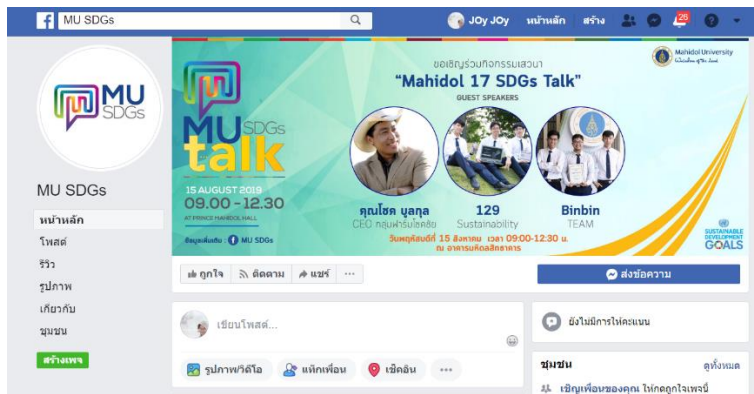 MU SDGs
JOy JOy
หน้าหลัก
สร้าง
26
MU
SDGs
MU SDGs
หน้าหลัก
โพสต์
รีวิว
รูปภาพ
เกี่ยวกับ
ชุมชน
สร้างเพจ
MU SDGs
talk
15 AUGUST 2019
09.00 - 12.30
AT PRINCE MAHIDOL HALL
ข้อมูลเพิ่มเติม : MU SDGs
ขอเชิญร่วมกิจกรรมเสวนา
"Mahidol 17 SDGs Talk"
GUEST SPEAKERS
คุณโชค บูลกุล
CEO กลุ่มฟาร์มโชคชัย
129
Sustainability
Binbin
TEAM
วันพฤหัสบดีที่ 15 สิงหาคม เวลา 09:00-12:30 น.
ณ อาคารมหิดลสิทธาคาร
Mahidol University
SUSTAINABLE
DEVELOPMENT
GOALS
ถูกใจ
ติดตาม
แชร์
ส่งข้อความ
เขียนโพสต์...
รูปภาพ/วิดีโอ
แท็กเพื่อน
เช็คอิน
ยังไม่มีการให้คะแนน
ชุมชน
ดูทั้งหมด
เชิญเพื่อนของคุณ ให้กดถูกใจเพจนี้